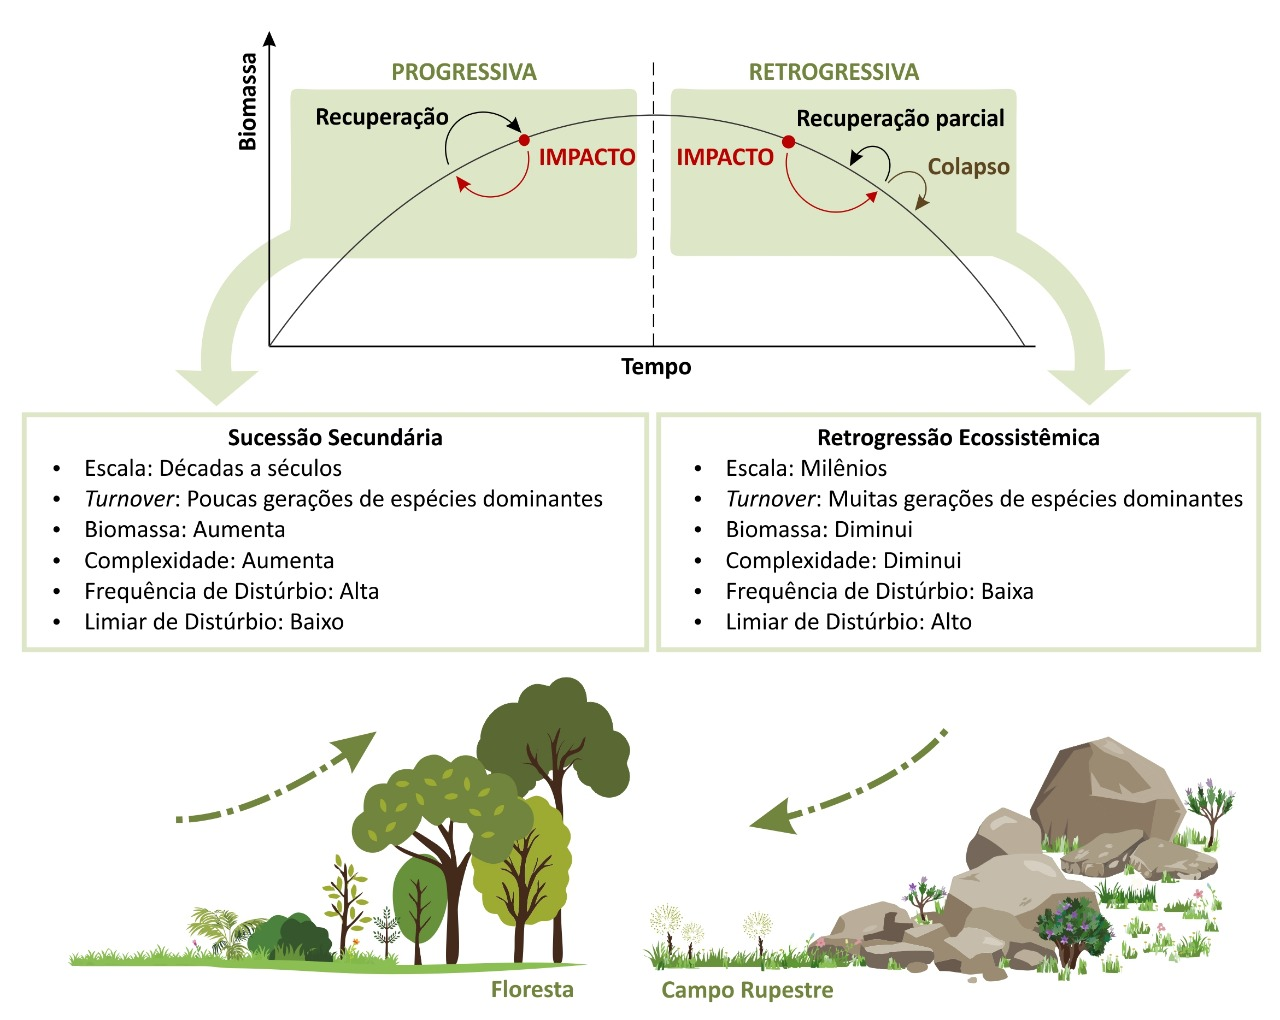 Biomassa
PROGRESSIVA
RETROGRESSIVA
Recuperação
IMPACTO
IMPACTO
Recuperação parcial
Colapso
Tempo
Sucessão Secundária
• Escala: Décadas a séculos
• Turnover: Poucas gerações de espécies dominantes
• Biomassa: Aumenta
• Complexidade: Aumenta
• Frequência de Distúrbio: Alta
• Limiar de Distúrbio: Baixo
Retrogressão Ecossistêmica
• Escala: Milênios
• Turnover: Muitas gerações de espécies dominantes
• Biomassa: Diminui
• Complexidade: Diminui
• Frequência de Distúrbio: Baixa
• Limiar de Distúrbio: Alto
Floresta
Campo Rupestre